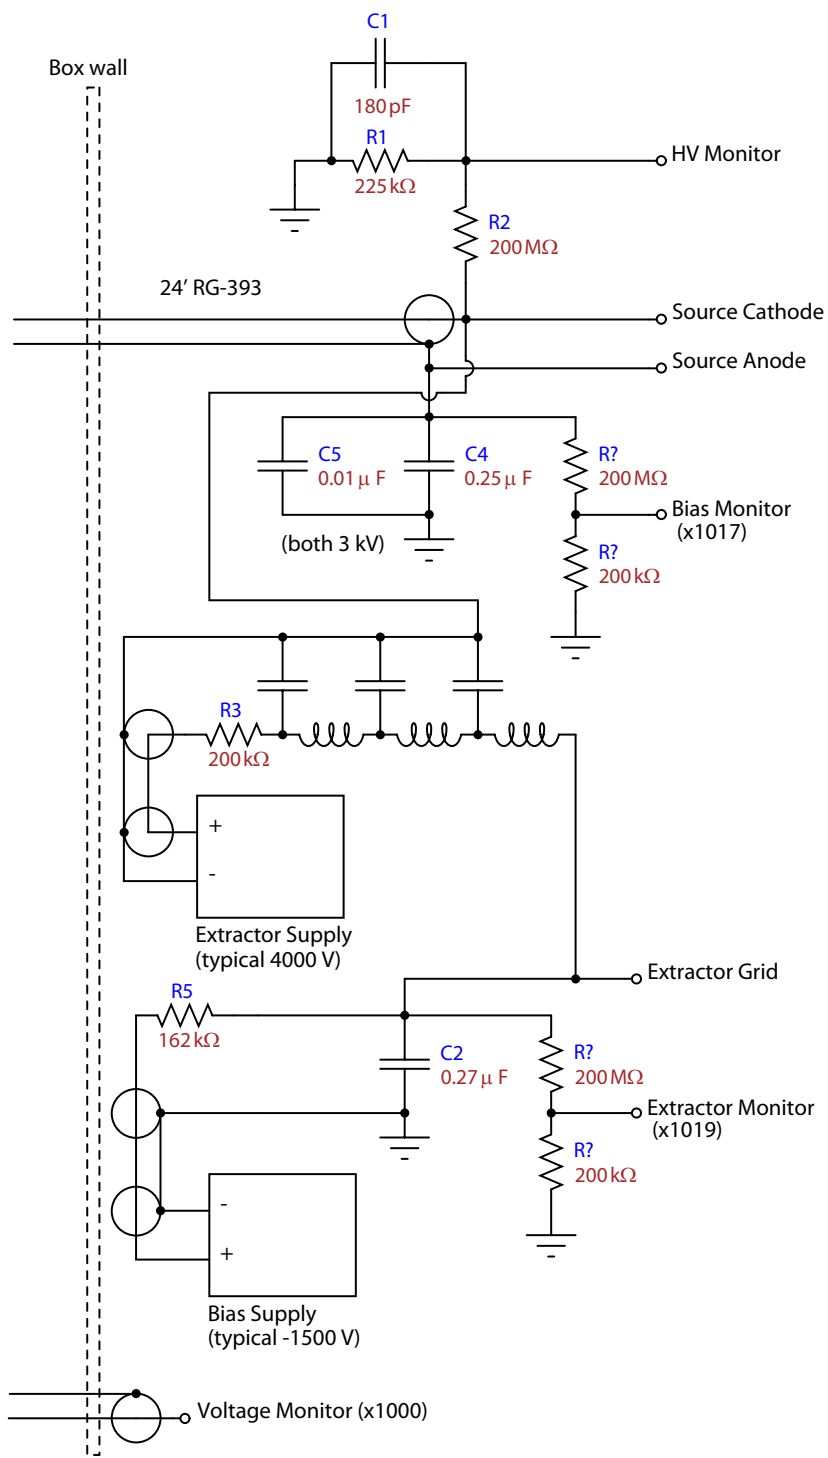 C1
Box wall
180 pF
R1
HV Monitor
225 kΩ
R2
200 MΩ
24' RG-393
Source Cathode
Source Anode
C5
0.01 µ F
C4
0.25 µ F
R?
200 MΩ
Bias Monitor
(x1017)
(both 3 kV)
R?
200 kΩ
R3
200 kΩ
+
-
Extractor Supply
(typical 4000 V)
Extractor Grid
R5
162 kΩ
C2
0.27 µ F
R?
200 MΩ
Extractor Monitor
(x1019)
R?
200 kΩ
-
+
Bias Supply
(typical -1500 V)
Voltage Monitor (x1000)